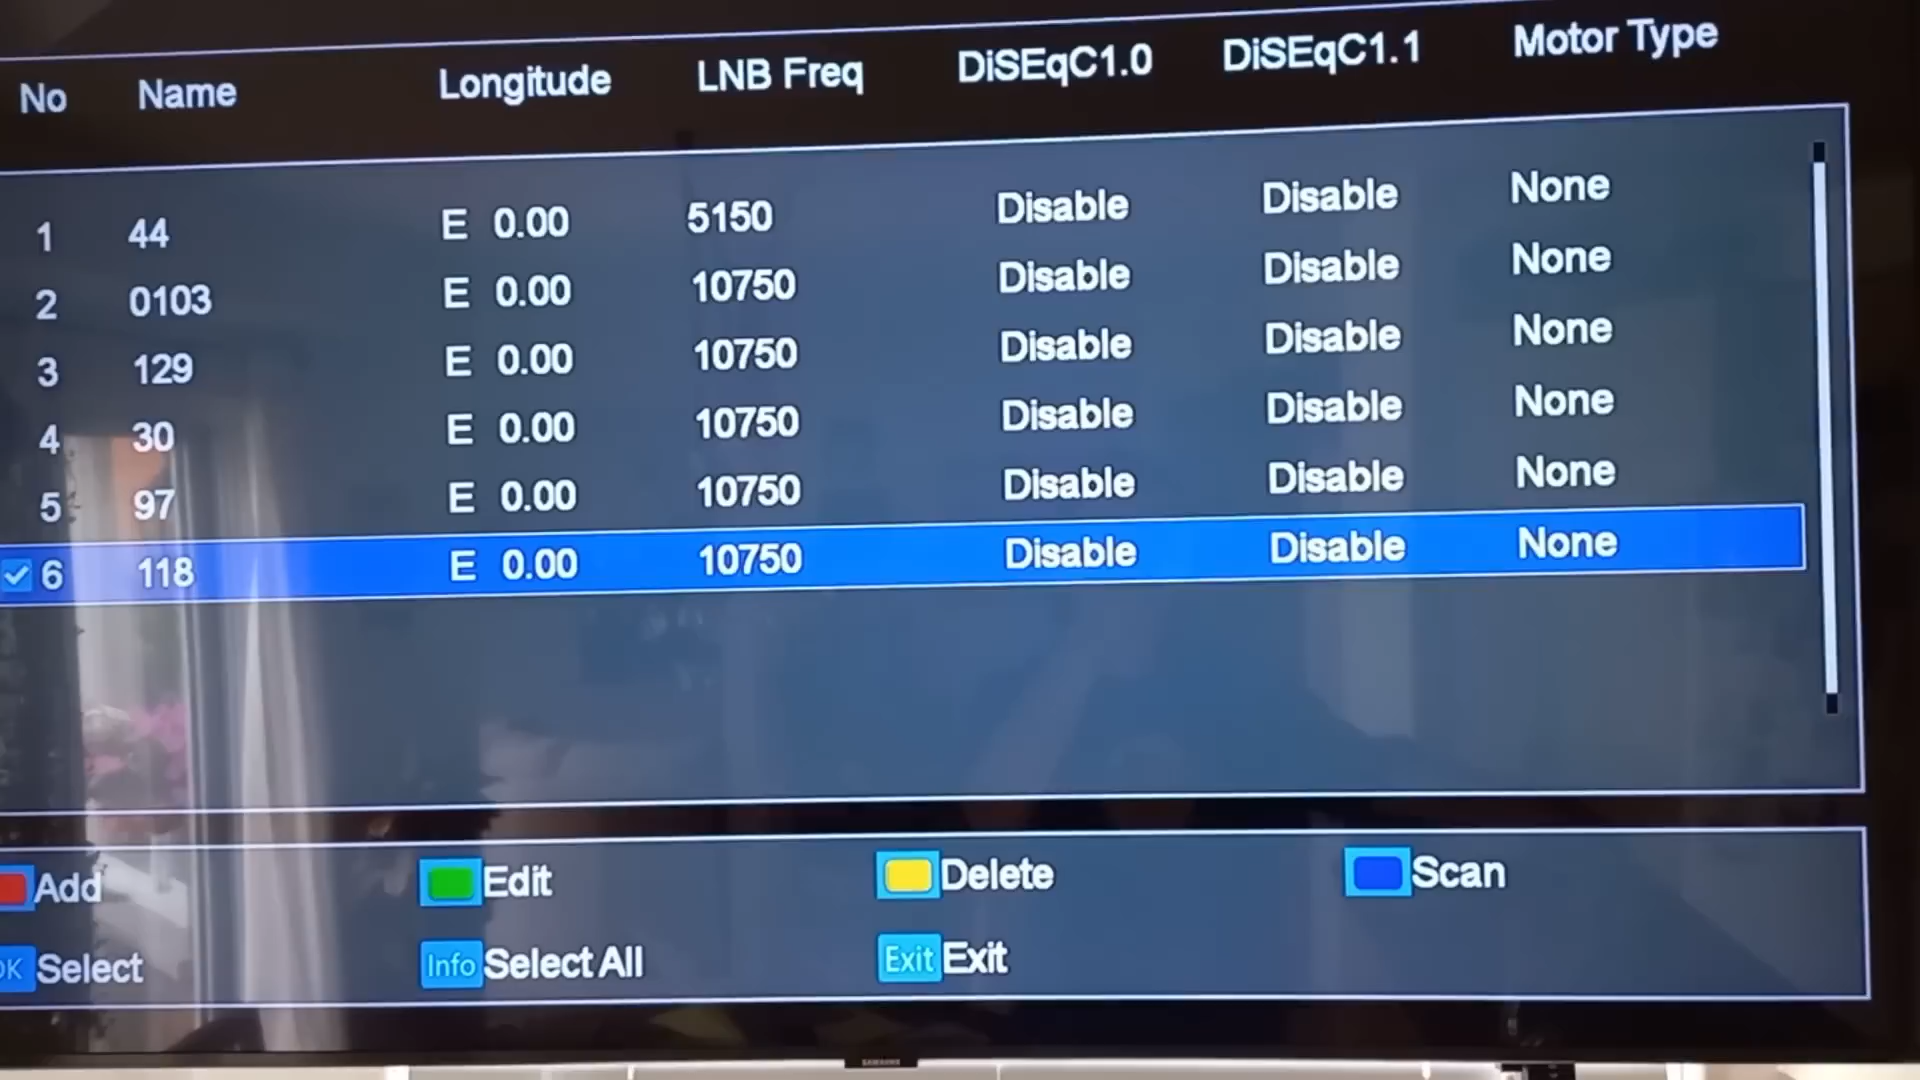 No Name Longitude LNB Freq DiSEqC1.0 DiSEqC1.1 Motor Type
1 44 E 0.00 5150 Disable Disable None
2 0103 E 0.00 10750 Disable Disable None
3 129 E 0.00 10750 Disable Disable None
4 30 E 0.00 10750 Disable Disable None
5 97 E 0.00 10750 Disable Disable None
6 118 E 0.00 10750 Disable Disable None
Add Edit Delete Scan
OK Select Info Select All Exit Exit
SAMSUNG